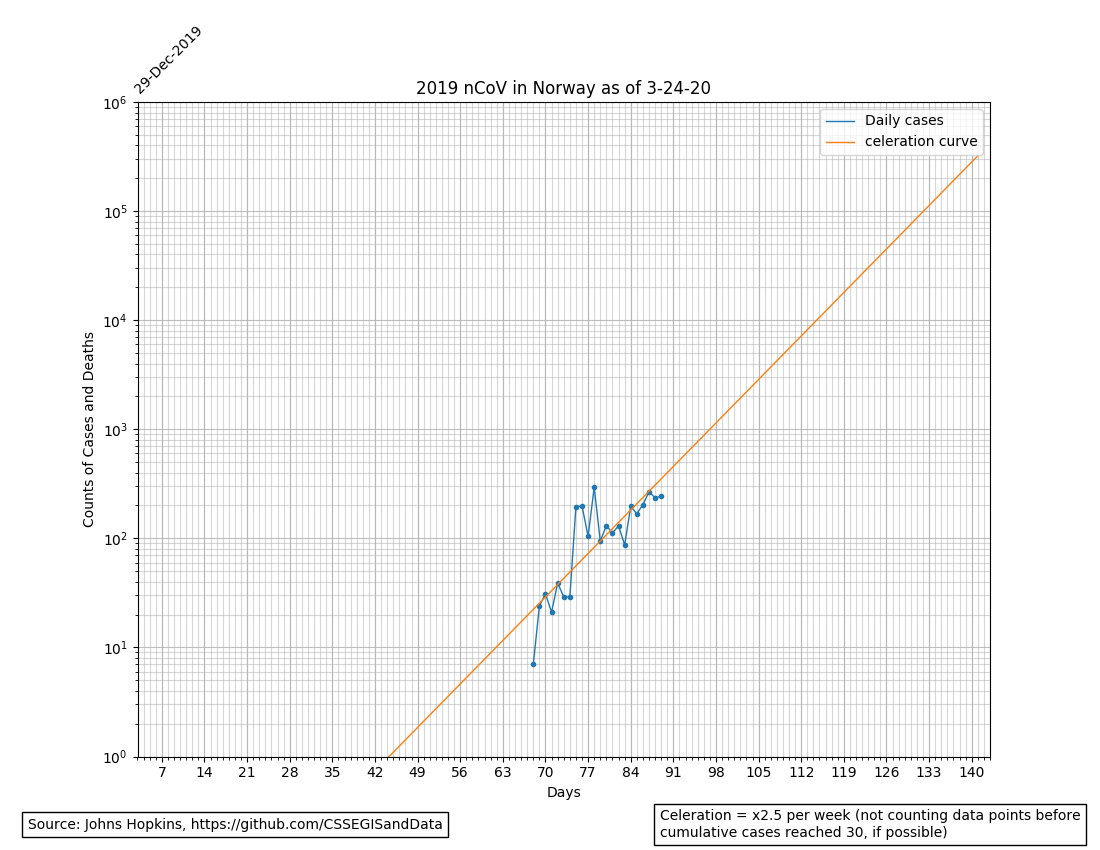 29-Dec-2019
2019 nCoV in Norway as of 3-24-20
Daily cases
celeration curve
Counts of Cases and Deaths
10^6
10^5
10^4
10^3
10^2
10^1
10^0
7 14 21 28 35 42 49 56 63 70 77 84 91 98 105 112 119 126 133 140
Days
Source: Johns Hopkins, https://github.com/CSSEGISandData
Celeration = x2.5 per week (not counting data points before
cumulative cases reached 30, if possible)